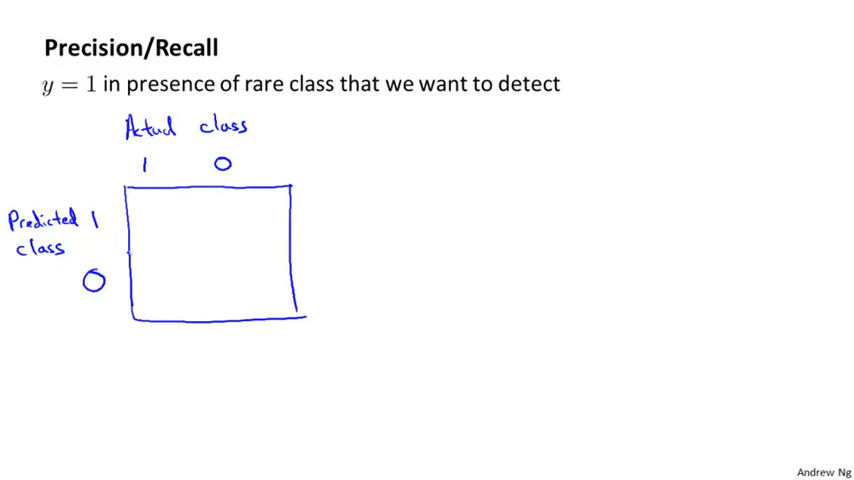 Precision/Recall
y = 1 in presence of rare class that we want to detect
Actual class
1 0
Predicted 1
class
0
Andrew Ng